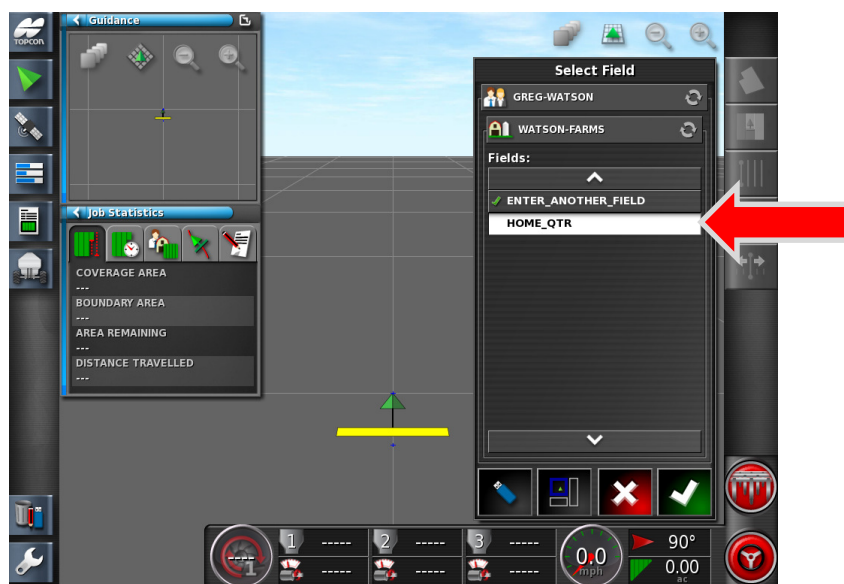 TOPCON
Guidance
Select Field
GREG-WATSON
WATSON-FARMS
Fields:
ENTER_ANOTHER_FIELD
HOME_QTR
Job Statistics
COVERAGE AREA
---
BOUNDARY AREA
---
AREA REMAINING
---
DISTANCE TRAVELLED
---
---- 1
1 ----- 2 ----- 3 -----
----- ----- -----
0.0
mph
90°
0.00
ac